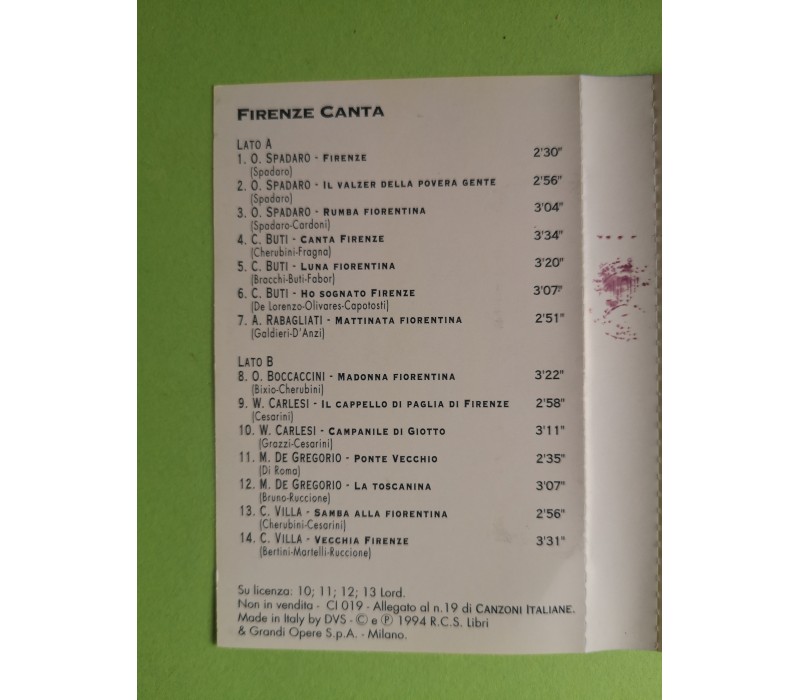 FIRENZE CANTA
LATO A
1. O. SPADARO - FIRENZE 2'30"
(Spadaro)
2. O. SPADARO - IL VALZER DELLA POVERA GENTE 2'56"
(Spadaro)
3. O. SPADARO - RUMBA FIORENTINA 3'04"
(Spadaro-Cardoni)
4. C. BUTI - CANTA FIRENZE 3'34"
(Cherubini-Fragna)
5. C. BUTI - LUNA FIORENTINA 3'20"
(Bracchi-Buti-Fabor)
6. C. BUTI - HO SOGNATO FIRENZE 3'07"
(De Lorenzo-Olivares-Capotosti)
7. A. RABAGLIATI - MATTINATA FIORENTINA 2'51"
(Galdieri-D'Anzi)
LATO B
8. O. BOCCACCINI - MADONNA FIORENTINA 3'22"
(Bixio-Cherubini)
9. W. CARLESI - IL CAPPELLO DI PAGLIA DI FIRENZE 2'58"
(Cesarini)
10. W. CARLESI - CAMPANILE DI GIOTTO 3'11"
(Grazzi-Cesarini)
11. M. DE GREGORIO - PONTE VECCHIO 2'35"
(Di Roma)
12. M. DE GREGORIO - LA TOSCANINA 3'07"
(Bruno-Ruccione)
13. C. VILLA - SAMBA ALLA FIORENTINA 2'56"
(Cherubini-Cesarini)
14. C. VILLA - VECCHIA FIRENZE 3'31"
(Bertini-Martelli-Ruccione)
Su licenza: 10; 11; 12; 13 Lord.
Non in vendita - CI 019 - Allegato al n.19 di CANZONI ITALIANE.
Made in Italy by DVS - © e ℗ 1994 R.C.S. Libri
& Grandi Opere S.p.A. - Milano.